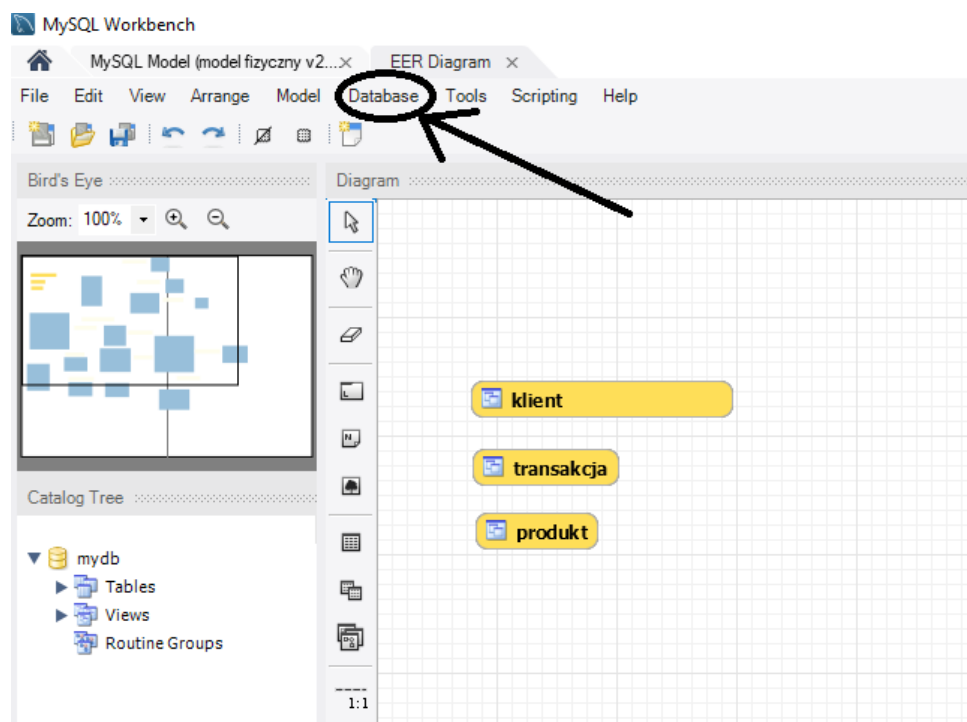 MySQL Workbench
MySQL Model (model fizyczny v2...× EER Diagram ×
File Edit View Arrange Model Database Tools Scripting Help
Bird's Eye
Diagram
Zoom: 100%
klient
transakcja
produkt
Catalog Tree
mydb
Tables
Views
Routine Groups
1:1